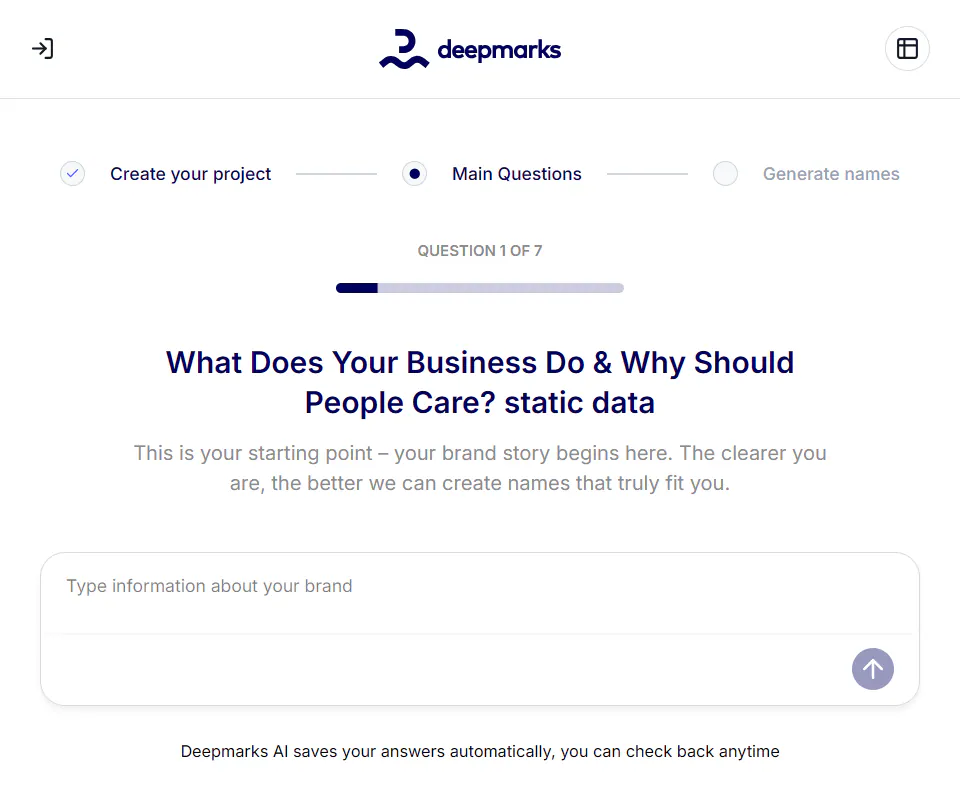 deepmarks
Create your project
Main Questions
Generate names
QUESTION 1 OF 7
What Does Your Business Do & Why Should
People Care? static data
This is your starting point – your brand story begins here. The clearer you
are, the better we can create names that truly fit you.
Type information about your brand
Deepmarks AI saves your answers automatically, you can check back anytime